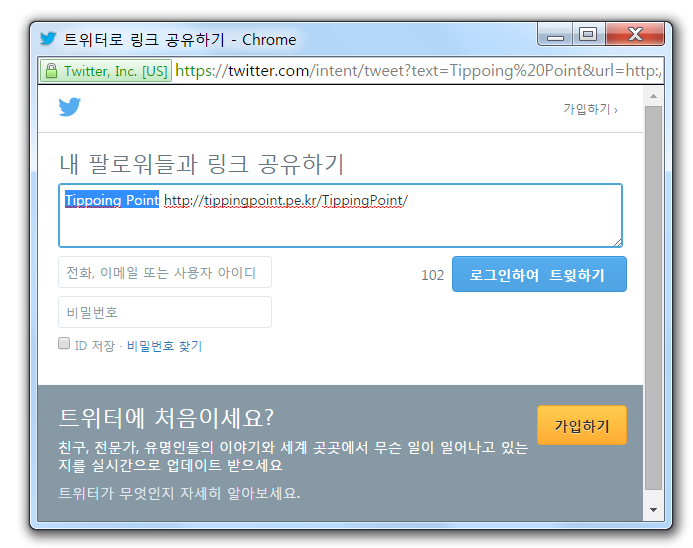 트위터로 링크 공유하기 - Chrome
Twitter, Inc. [US] https://twitter.com/intent/tweet?text=Tippoing%20Point&url=http:/
가입하기 ›
내 팔로워들과 링크 공유하기
Tippoing Point http://tippingpoint.pe.kr/TippingPoint/
전화, 이메일 또는 사용자 아이디
102 로그인하여 트윗하기
비밀번호
ID 저장 · 비밀번호 찾기
트위터에 처음이세요?
가입하기
친구, 전문가, 유명인들의 이야기와 세계 곳곳에서 무슨 일이 일어나고 있는
지를 실시간으로 업데이트 받으세요
트위터가 무엇인지 자세히 알아보세요.